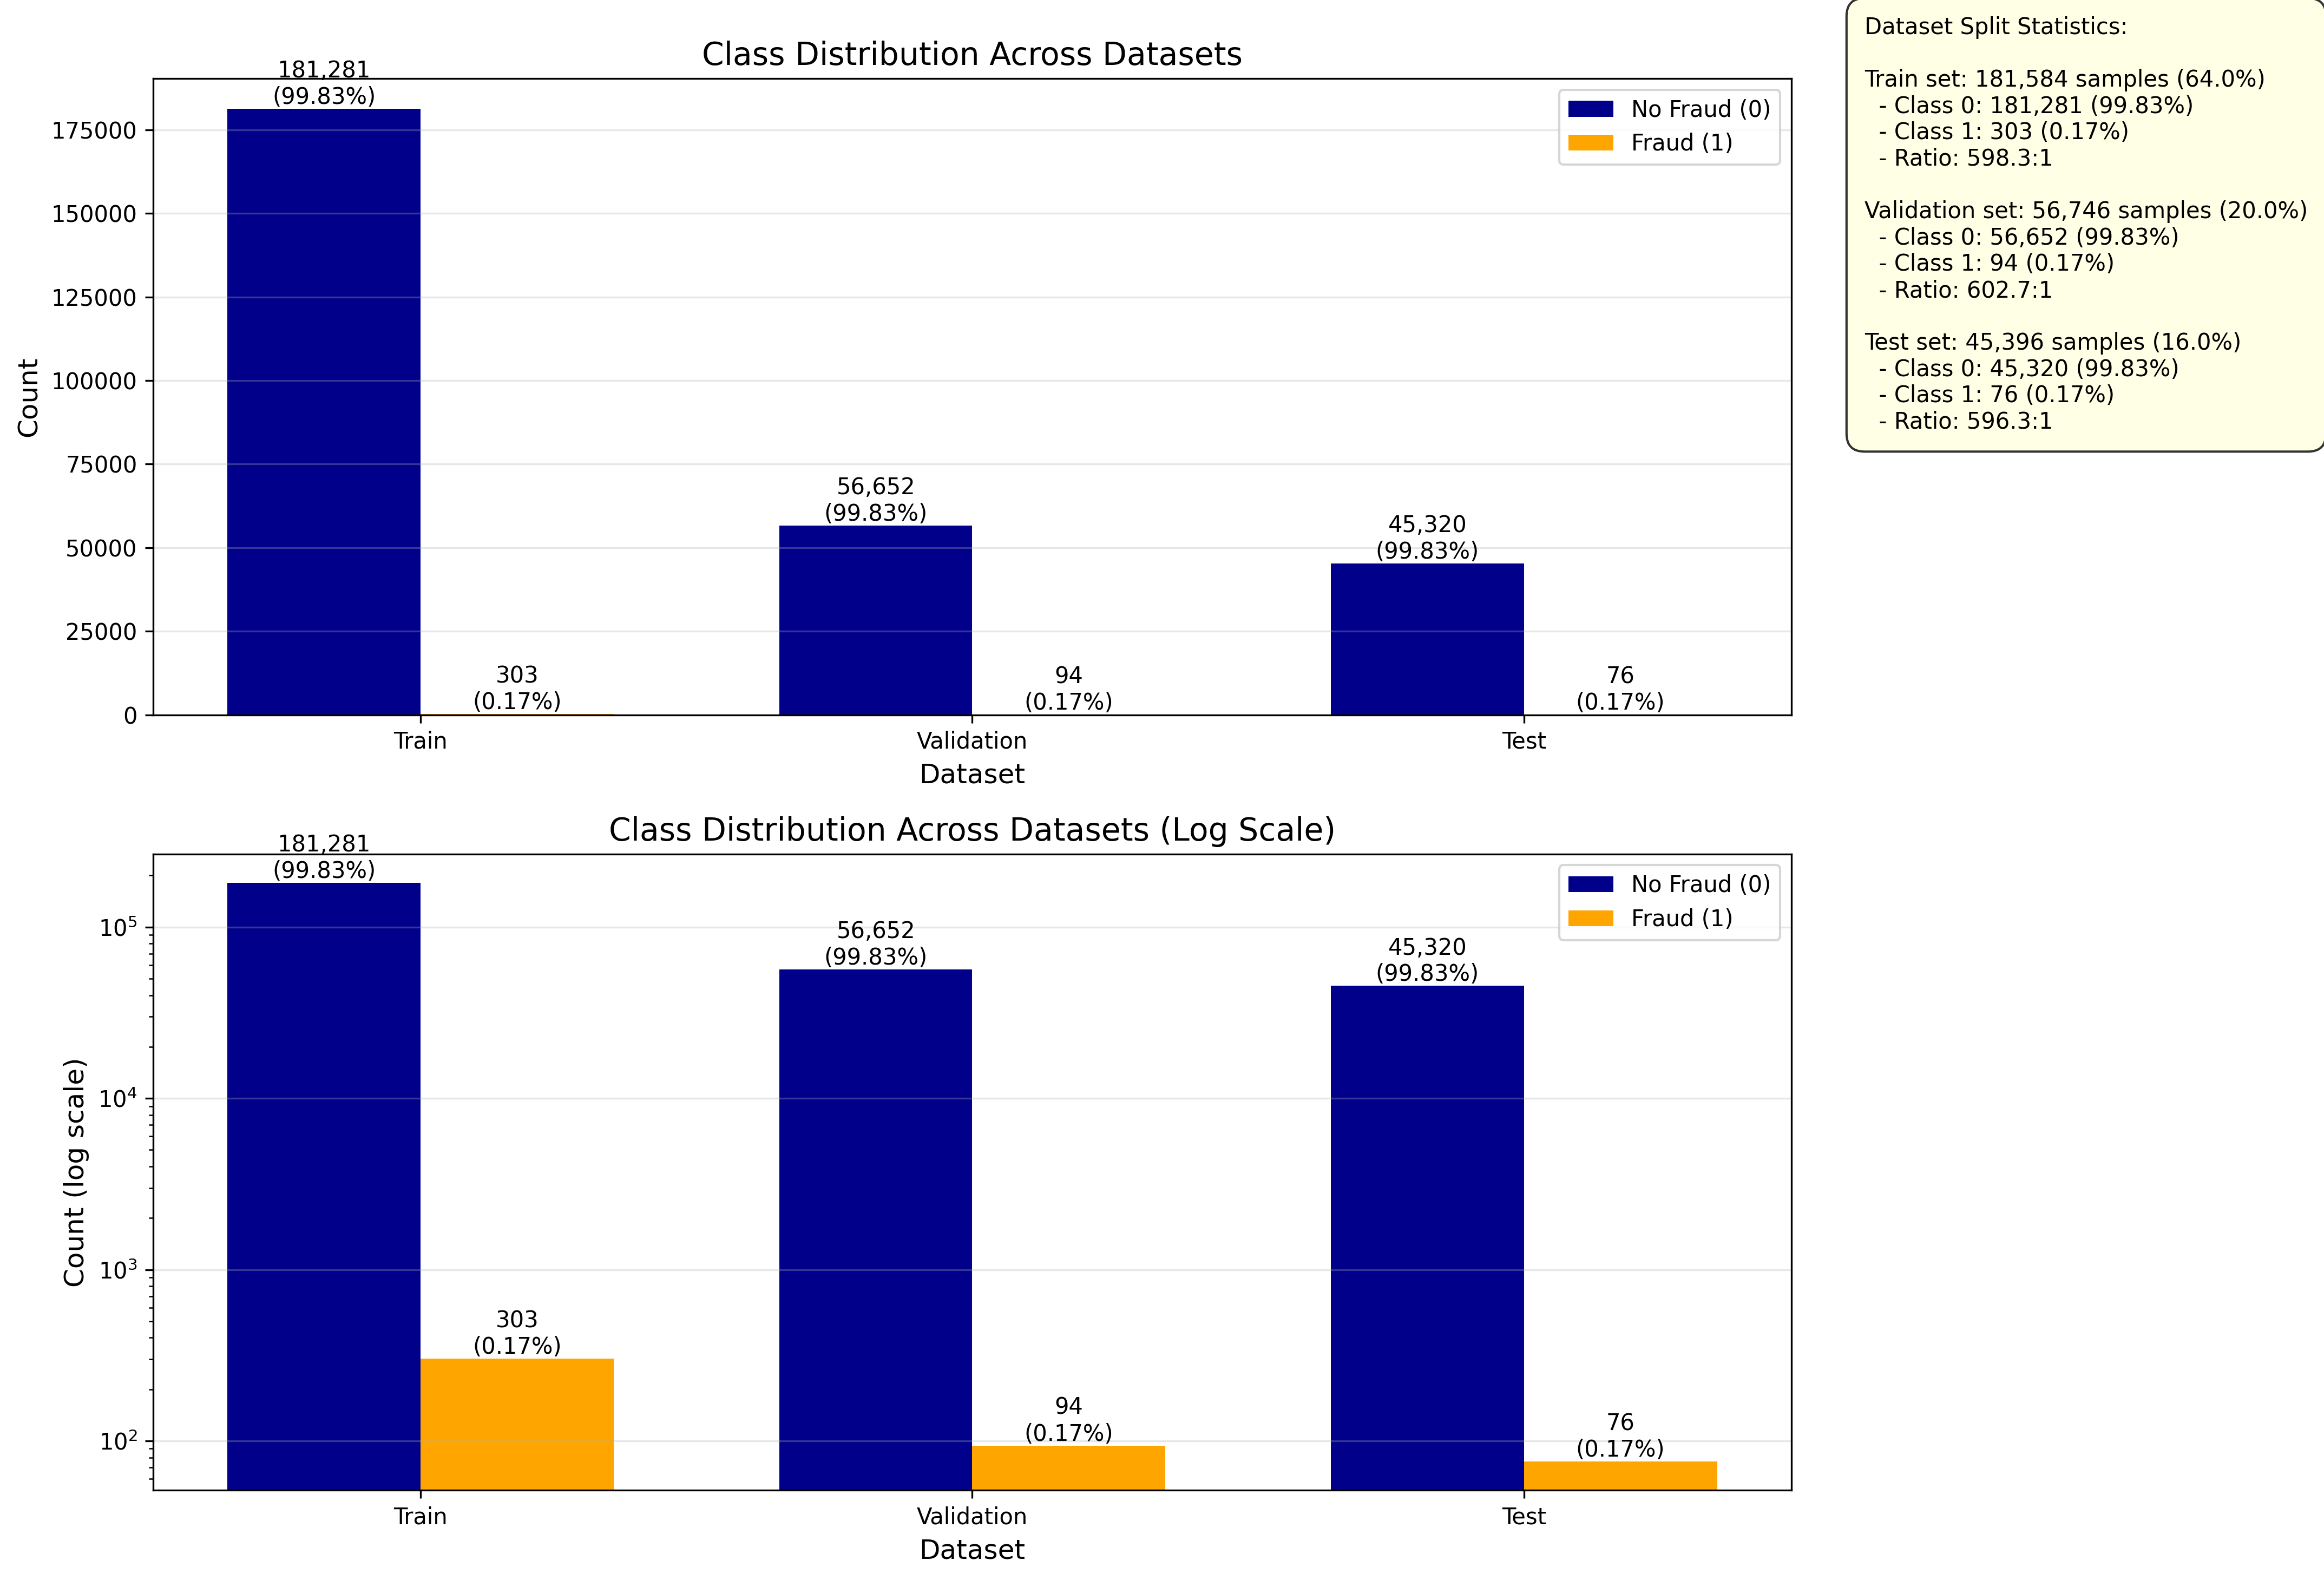 Class Distribution Across Datasets
181,281
(99.83%)
No Fraud (0)
Fraud (1)
175000
150000
125000
100000
75000
50000
25000
0
Count
56,652
(99.83%)
45,320
(99.83%)
303
(0.17%)
94
(0.17%)
76
(0.17%)
Train
Validation
Test
Dataset
Dataset Split Statistics:
Train set: 181,584 samples (64.0%)
- Class 0: 181,281 (99.83%)
- Class 1: 303 (0.17%)
- Ratio: 598.3:1
Validation set: 56,746 samples (20.0%)
- Class 0: 56,652 (99.83%)
- Class 1: 94 (0.17%)
- Ratio: 602.7:1
Test set: 45,396 samples (16.0%)
- Class 0: 45,320 (99.83%)
- Class 1: 76 (0.17%)
- Ratio: 596.3:1
Class Distribution Across Datasets (Log Scale)
181,281
(99.83%)
No Fraud (0)
Fraud (1)
10⁵
10⁴
10³
10²
Count (log scale)
56,652
(99.83%)
45,320
(99.83%)
303
(0.17%)
94
(0.17%)
76
(0.17%)
Train
Validation
Test
Dataset